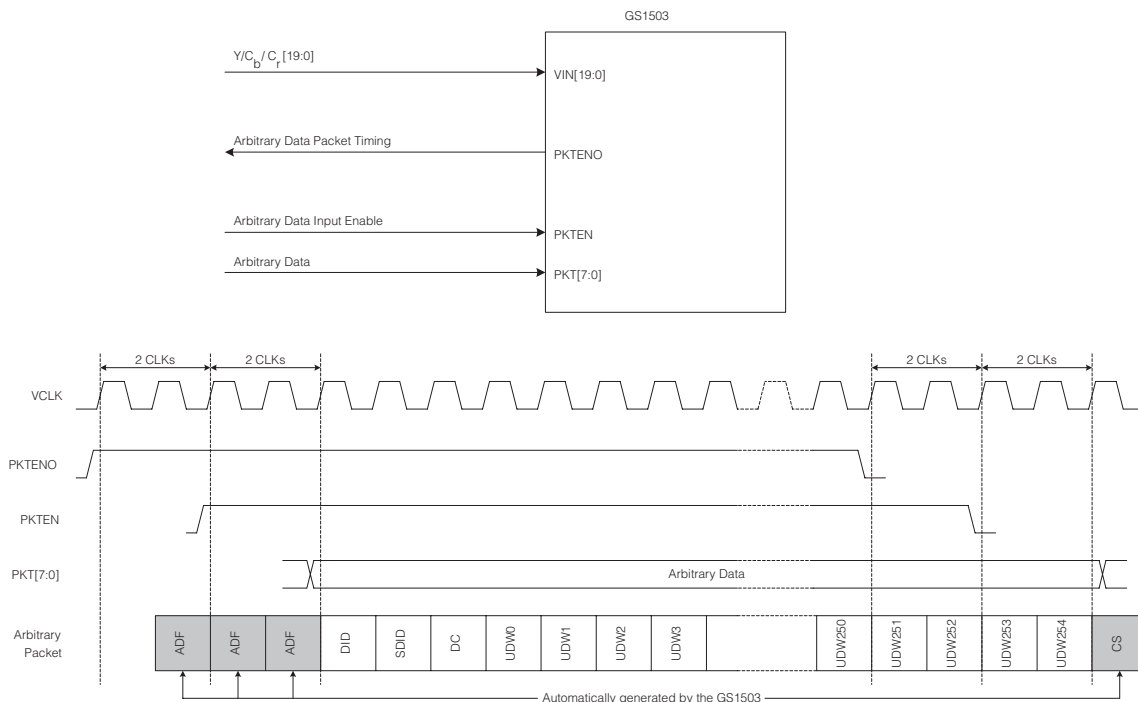 GS1503
Y/Cb/Cr [19:0]
VIN[19:0]
Arbitrary Data Packet Timing
PKTENO
Arbitrary Data Input Enable
PKTEN
Arbitrary Data
PKT[7:0]
2 CLKs 2 CLKs 2 CLKs 2 CLKs
VCLK
PKTENO
PKTEN
PKT[7:0] Arbitrary Data
Arbitrary
Packet
ADF ADF ADF DID SDID DC UDW0 UDW1 UDW2 UDW3 UDW250 UDW251 UDW252 UDW253 UDW254 CS
Automatically generated by the GS1503